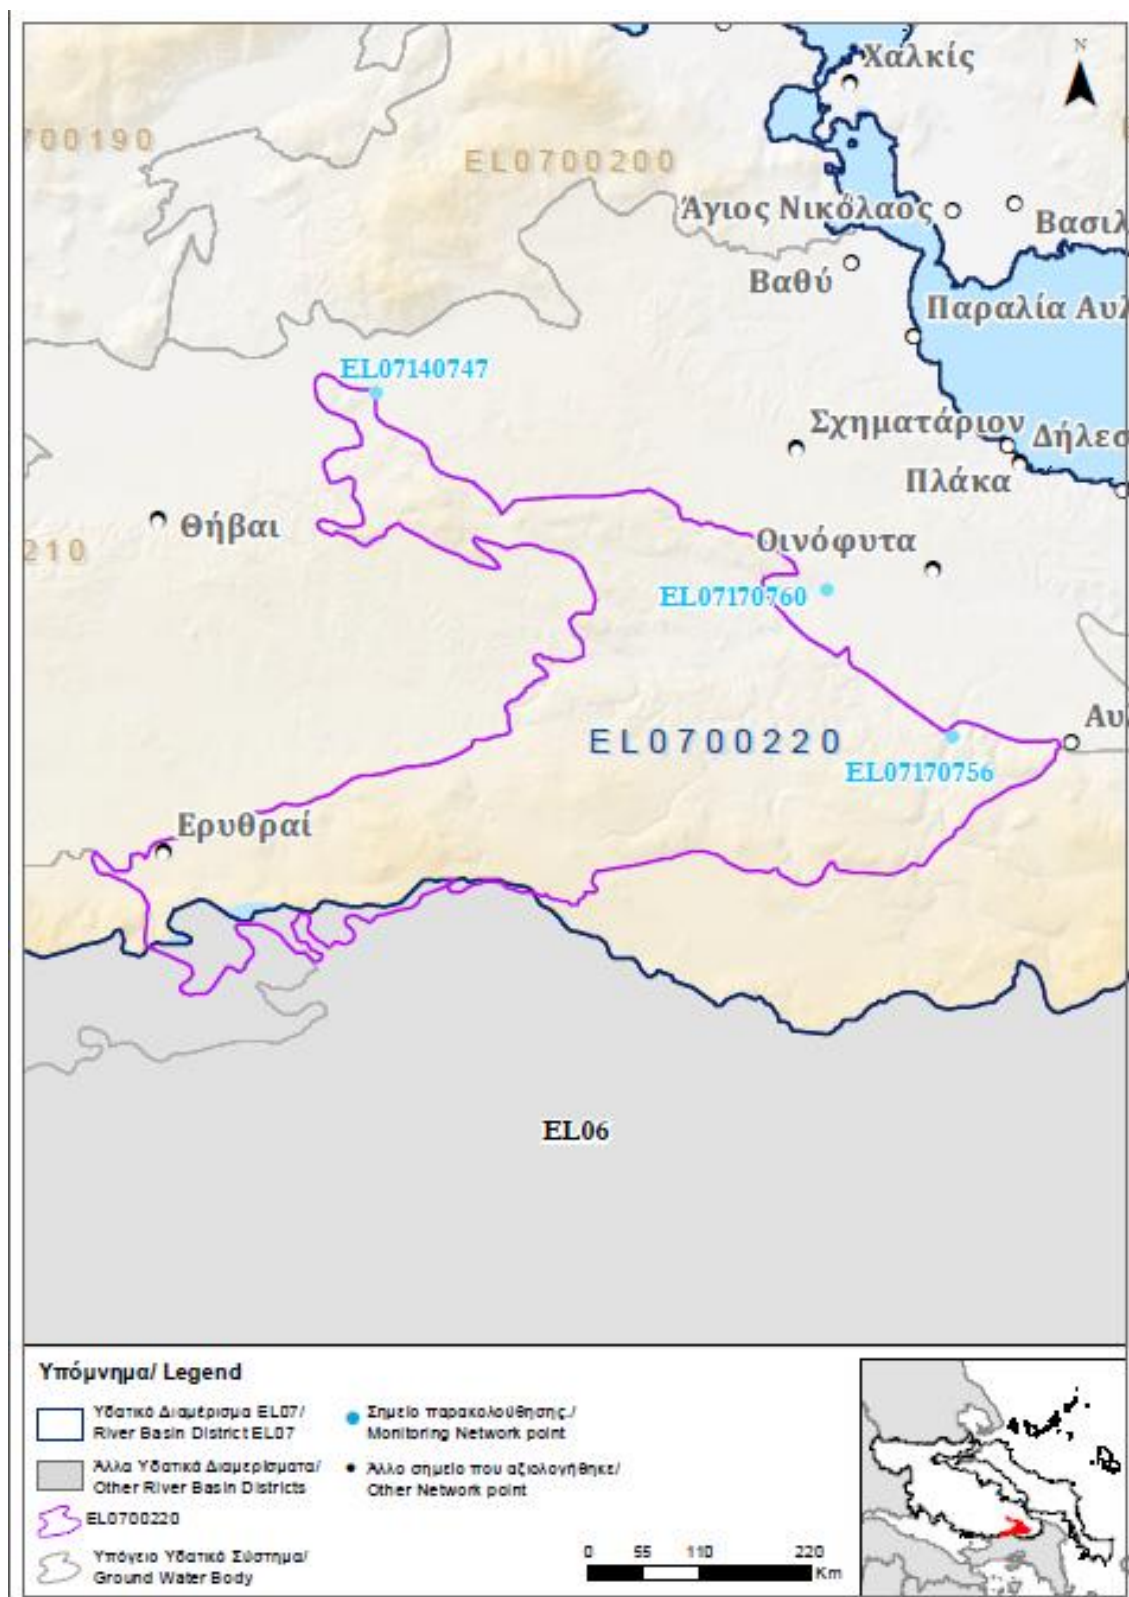 N
Χαλκίς
700190
EL0700200
Άγιος Νικόλαος
Βασιλ
Βαθύ
Παραλία Αυλ
EL07140747
Σχηματάριον
Δήλεσ
Πλάκα
Θήβαι
210
Οινόφυτα
EL07170760
EL0700220
Αυλ
EL07170756
Ερυθραί
EL06
Υπόμνημα/ Legend
Υδατικό Διαμέρισμα EL07/
River Basin District EL07
Άλλα Υδατικά Διαμερίσματα/
Other River Basin Districts
EL0700220
Υπόγειο Υδατικό Σύστημα/
Ground Water Body
Σημείο παρακολούθησης./
Monitoring Network point
Άλλο σημείο που αξιολογήθηκε/
Other Network point
0 55 110 220
Km